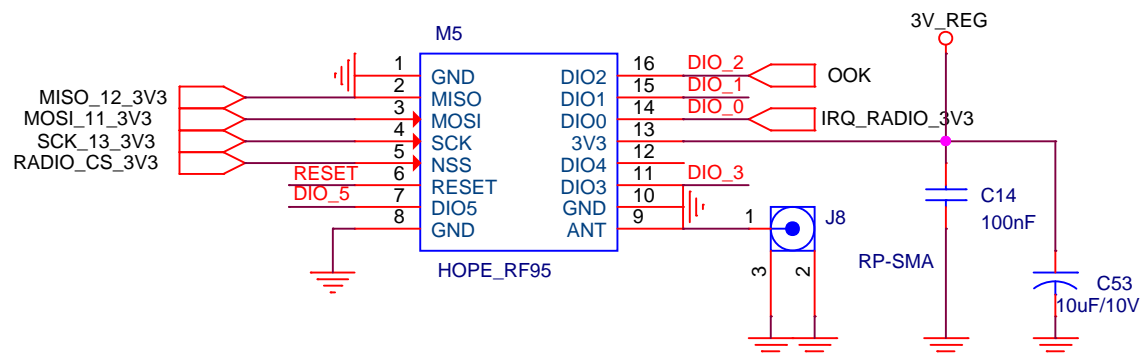 3V_REG
M5
1 GND DIO2 16 DIO_2 OOK
MISO_12_3V3 2 MISO DIO1 15 DIO_1
MOSI_11_3V3 3 MOSI DIO0 14 DIO_0 IRQ_RADIO_3V3
SCK_13_3V3 4 SCK 3V3 13
RADIO_CS_3V3 5 NSS DIO4 12
RESET 6 RESET DIO3 11 DIO_3
DIO_5 7 DIO5 GND 10
8 GND ANT 9 1 J8
HOPE_RF95
3 2
RP-SMA
C14
100nF
C53
10uF/10V